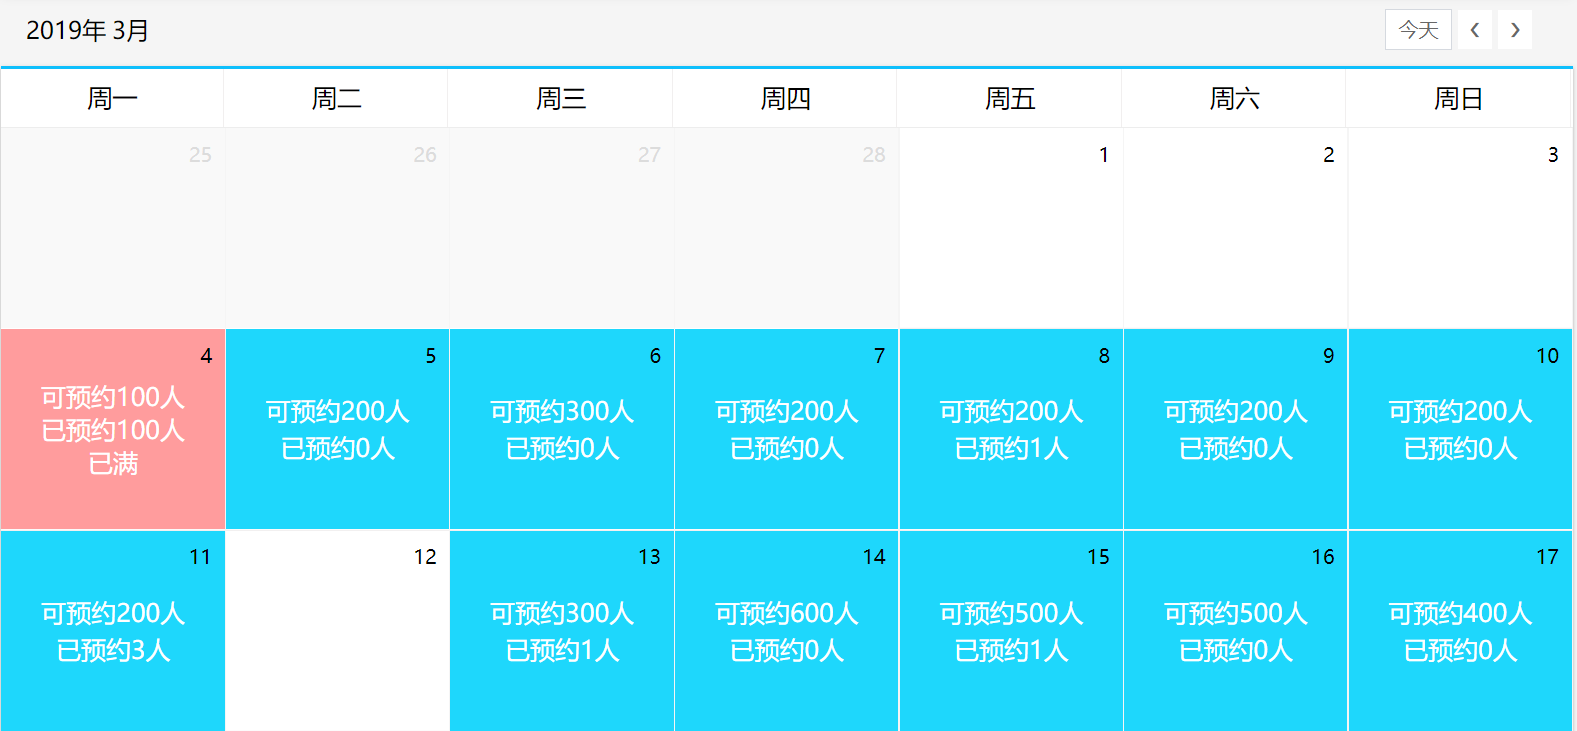 2019年 3月
今天
‹
›
周一 周二 周三 周四 周五 周六 周日
25 26 27 28 1 2 3
4 5 6 7 8 9 10
可预约100人
已预约100人
已满
可预约200人
已预约0人
可预约300人
已预约0人
可预约200人
已预约0人
可预约200人
已预约1人
可预约200人
已预约0人
可预约200人
已预约0人
11 12 13 14 15 16 17
可预约200人
已预约3人
可预约300人
已预约1人
可预约600人
已预约0人
可预约500人
已预约1人
可预约500人
已预约0人
可预约400人
已预约0人